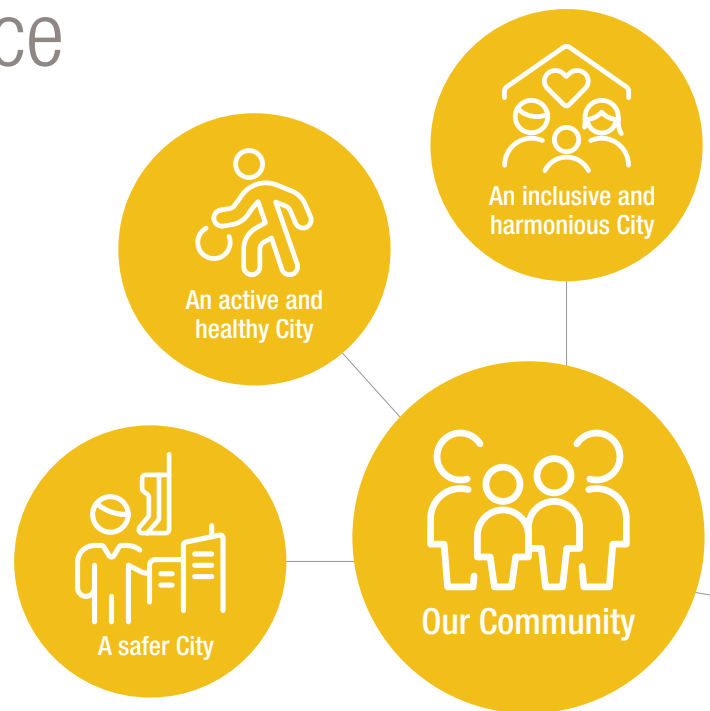 ce
An inclusive and
harmonious City
An active and
healthy City
A safer City
Our Community